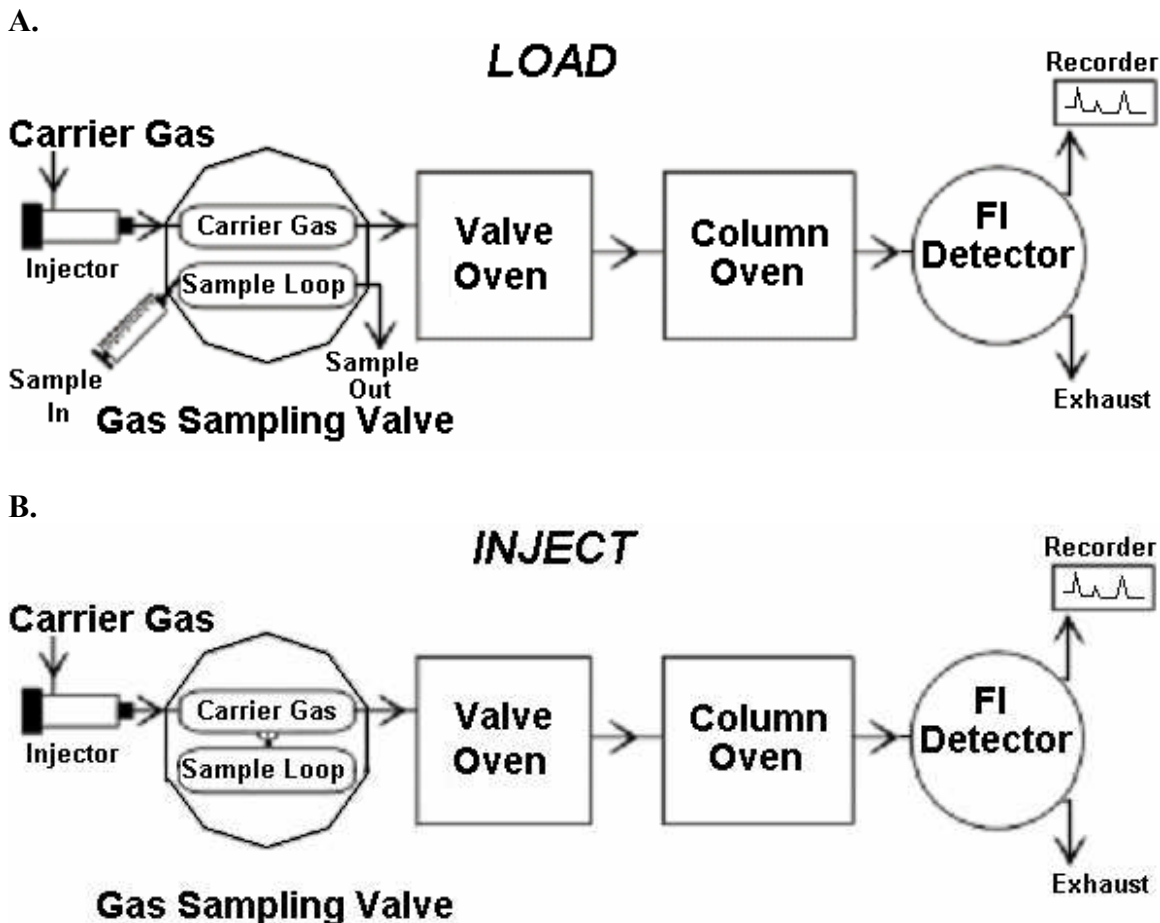 A.
LOAD
Recorder
Carrier Gas
Carrier Gas
Injector
Sample Loop
Valve
Oven
Column
Oven
FI
Detector
Sample
In
Sample
Out
Exhaust
Gas Sampling Valve
B.
INJECT
Recorder
Carrier Gas
Carrier Gas
Injector
Sample Loop
Valve
Oven
Column
Oven
FI
Detector
Exhaust
Gas Sampling Valve